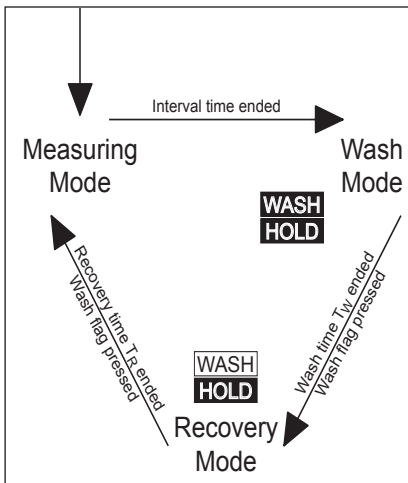 Interval time ended
Measuring
Mode
Wash
Mode
WASH
HOLD
Recovery time TR ended
Wash flag pressed
Wash time TW ended
Wash flag pressed
WASH
HOLD
Recovery
Mode